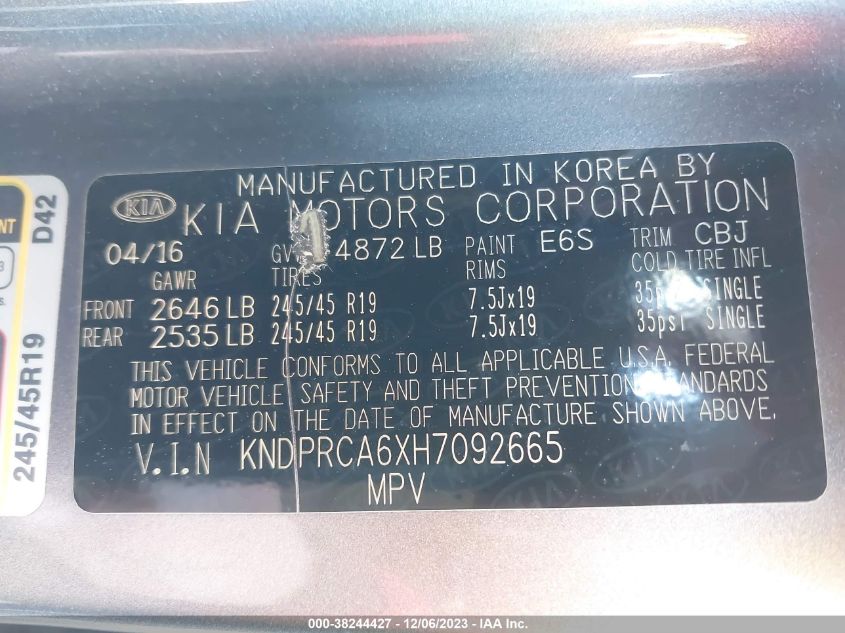 MANUFACTURED IN KOREA BY
KIA KIA MOTORS CORPORATION
04/16 4872 LB PAINT E6S TRIM CBJ
GAWR TIRES RIMS COLD TIRE INFL
FRONT 2646 LB 245/45 R19 7.5Jx19 35psi SINGLE
REAR 2535 LB 245/45 R19 7.5Jx19 35psi SINGLE
THIS VEHICLE CONFORMS TO ALL APPLICABLE U.S.A. FEDERAL
MOTOR VEHICLE SAFETY AND THEFT PREVENTION STANDARDS
IN EFFECT ON THE DATE OF MANUFACTURE SHOWN ABOVE.
V.I.N KNDPRCA6XH7092665
MPV
245/45R19 D42
000-38244427 - 12/06/2023 - IAA Inc.